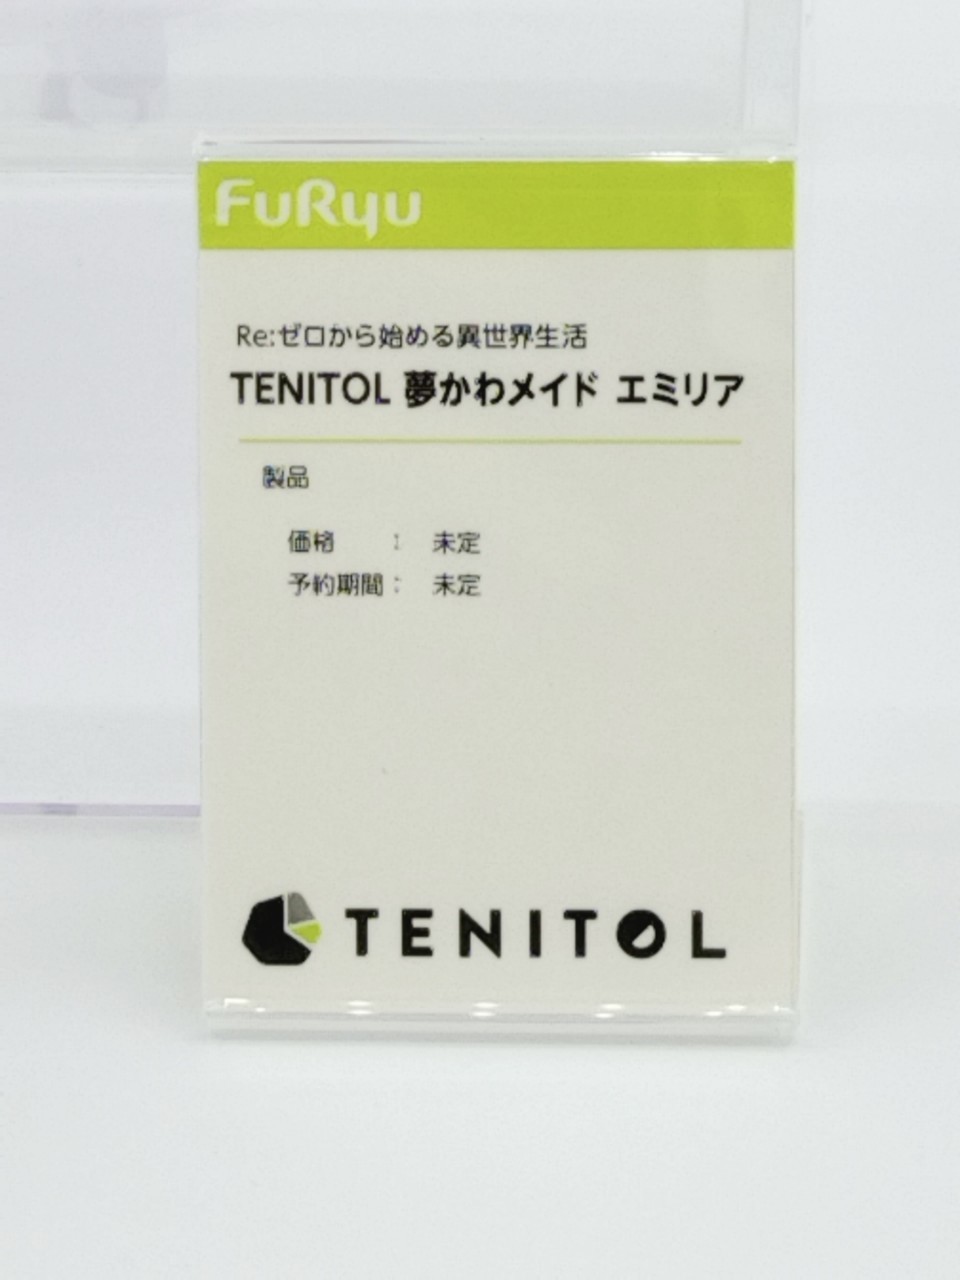 FuRyu
Re:ゼロから始める異世界生活
TENITOL 夢かわメイド エミリア
製品
価格 : 未定
予約期間 : 未定
TENITOL